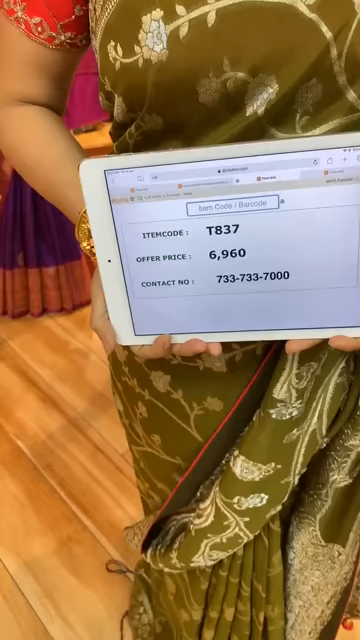 Item Code / Barcode
ITEMCODE : T837
OFFER PRICE : 6,960
CONTACT NO : 733-733-7000